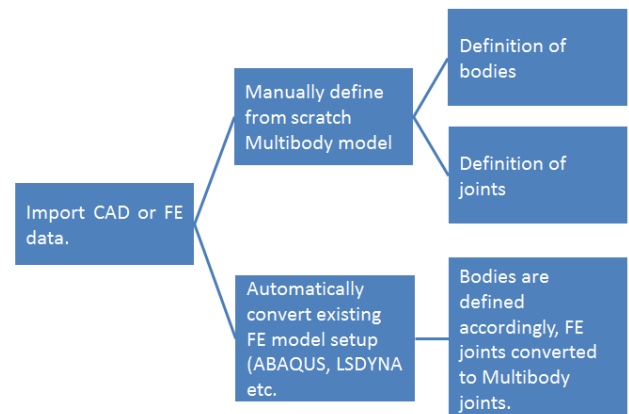 Import CAD or FE
data.
Manually define
from scratch
Multibody model
Definition of
bodies
Definition of
joints
Automatically
convert existing
FE model setup
(ABAQUS, LSDYNA
etc.
Bodies are
defined
accordingly, FE
joints converted
to Multibody
joints.